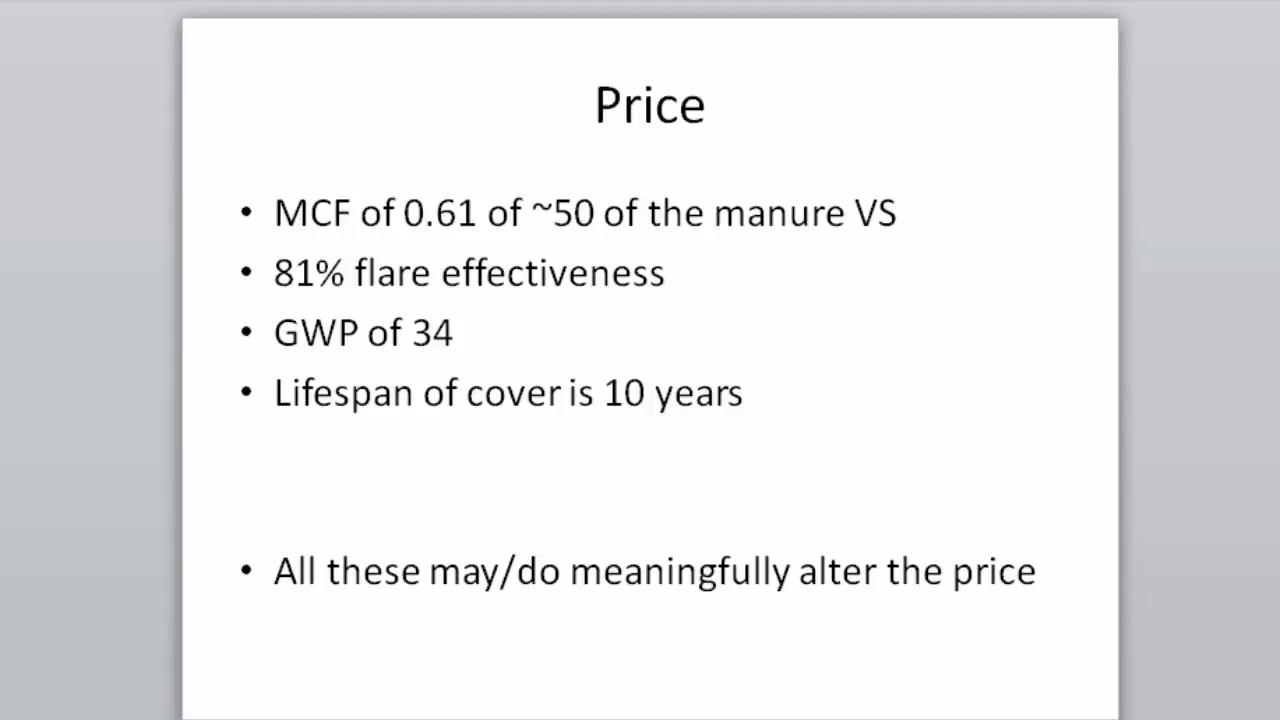 Price
• MCF of 0.61 of ~50 of the manure VS
• 81% flare effectiveness
• GWP of 34
• Lifespan of cover is 10 years
• All these may/do meaningfully alter the price